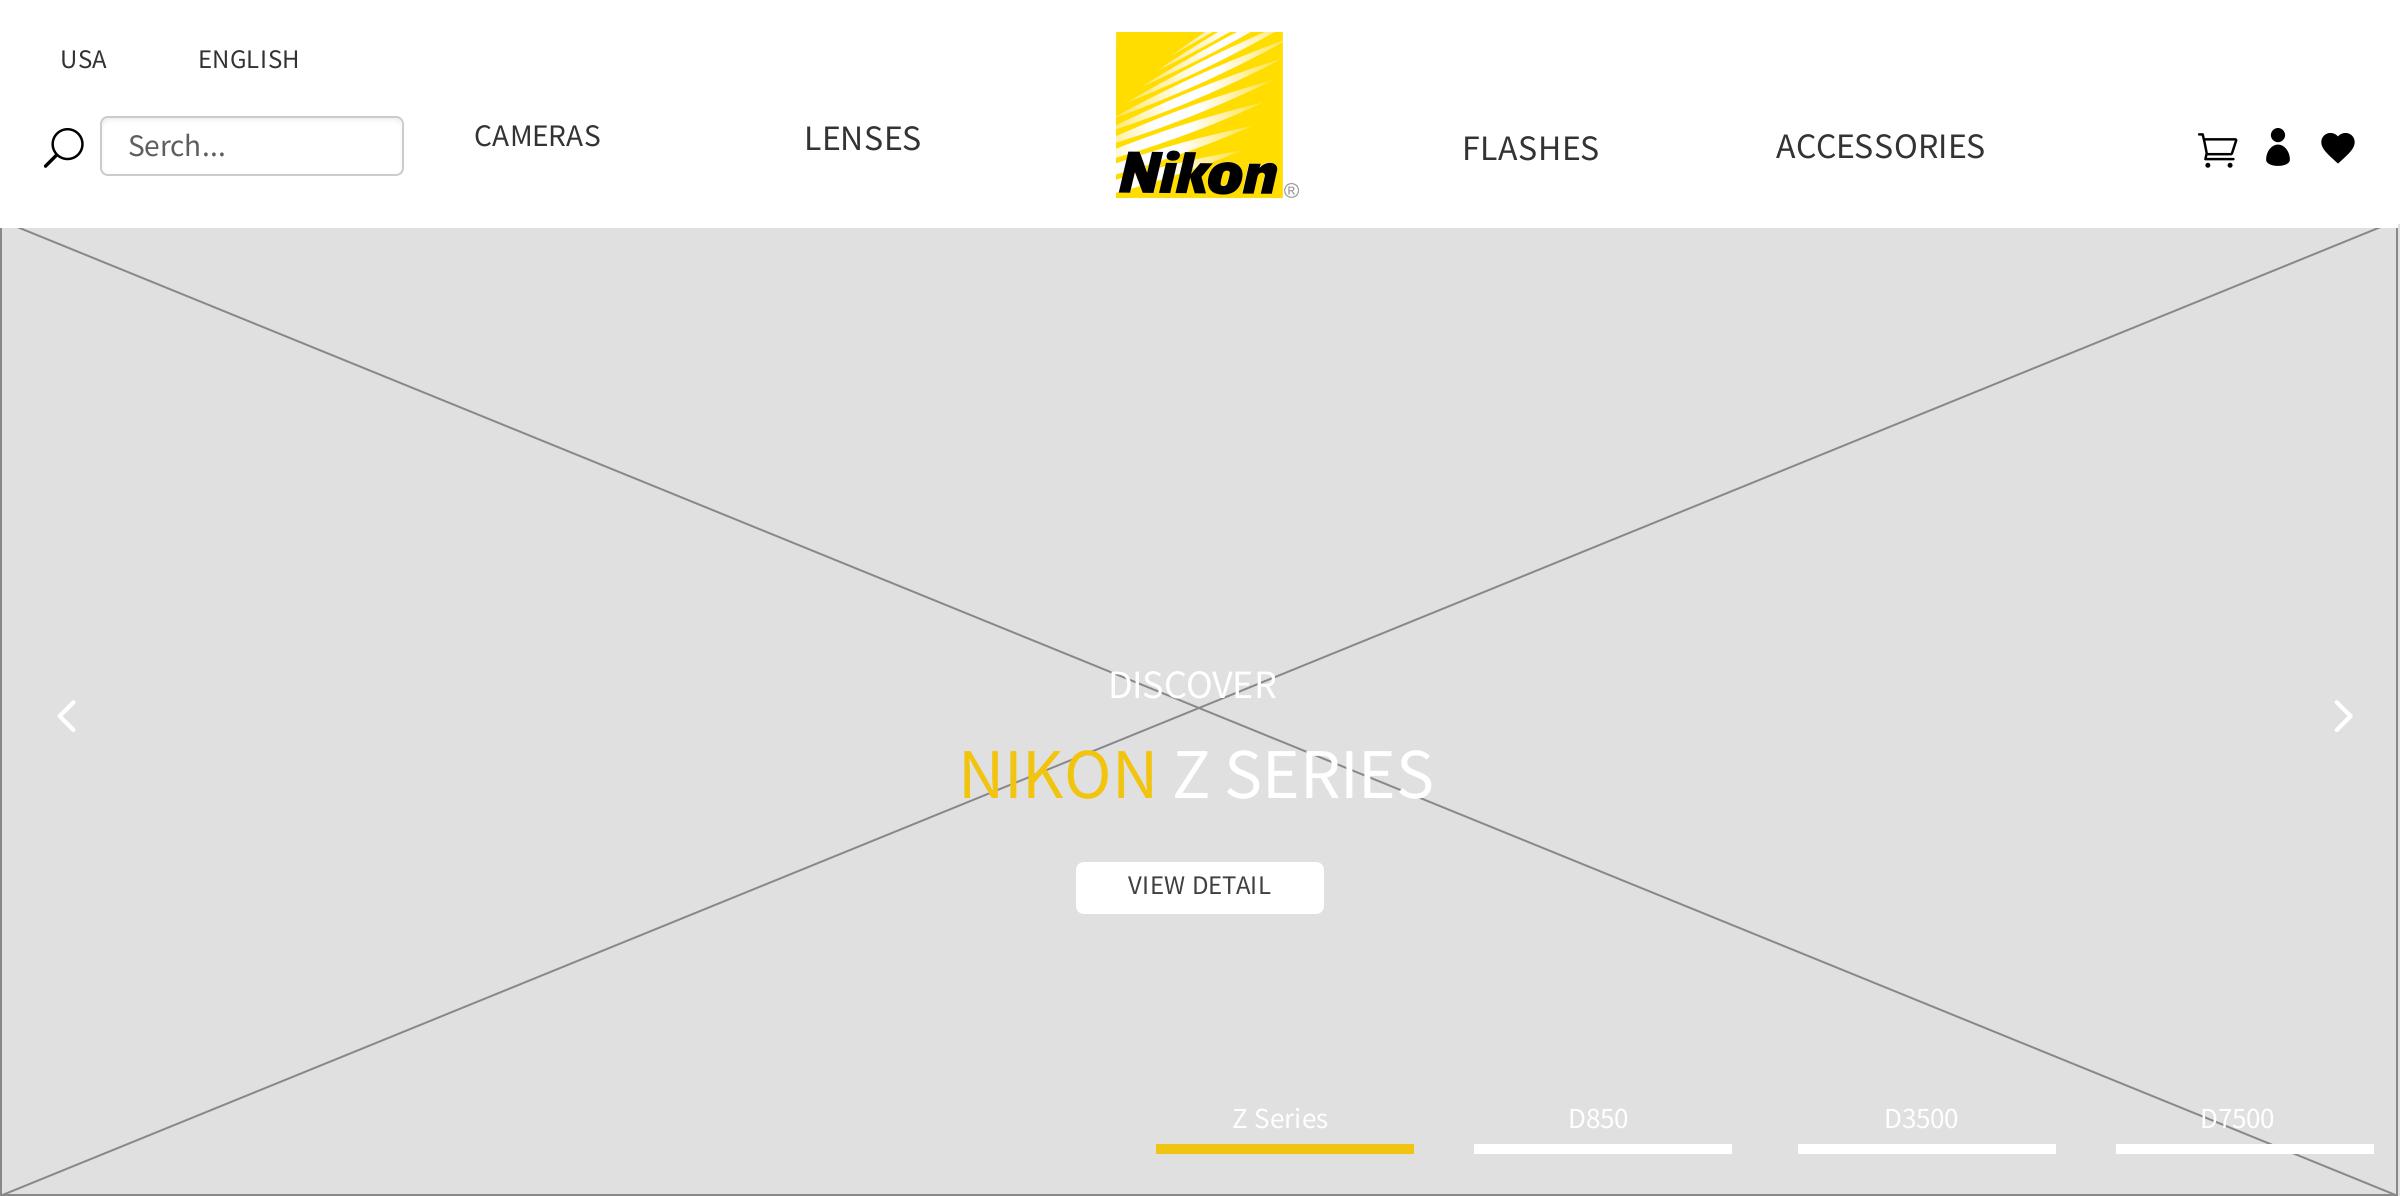 USA ENGLISH
Serch...
CAMERAS LENSES Nikon® FLASHES ACCESSORIES
DISCOVER
NIKON Z SERIES
VIEW DETAIL
Z Series D850 D3500 D7500